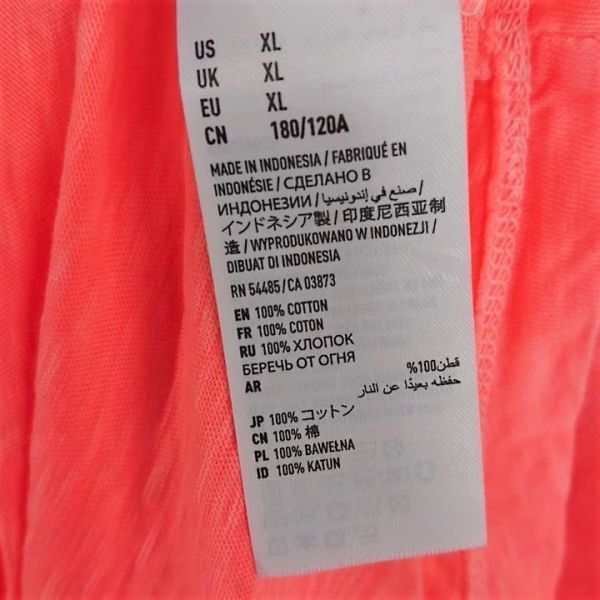 US XL
UK XL
EU XL
CN 180/120A
MADE IN INDONESIA / FABRIQUÉ EN
INDONÉSIE / СДЕЛАНО В
ИНДОНЕЗИИ / صنع في إندونيسيا /
インドネシア製 / 印度尼西亚制
造 / WYPRODUKOWANO W INDONEZJI /
DIBUAT DI INDONESIA
RN 54485 / CA 03873
EN 100% COTTON
FR 100% COTON
RU 100% ХЛОПОК
БЕРЕЧЬ ОТ ОГНЯ
AR قطن100%
حفظه بعيدًا عن النار
JP 100% コットン
CN 100% 棉
PL 100% BAWEŁNA
ID 100% KATUN